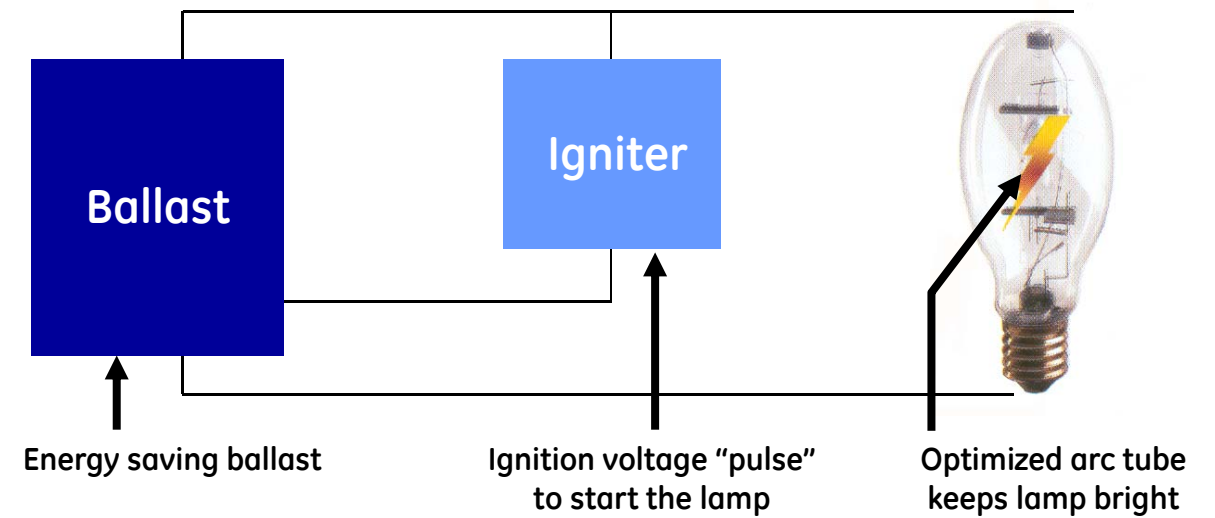 Ballast
Igniter
Energy saving ballast
Ignition voltage “pulse”
to start the lamp
Optimized arc tube
keeps lamp bright